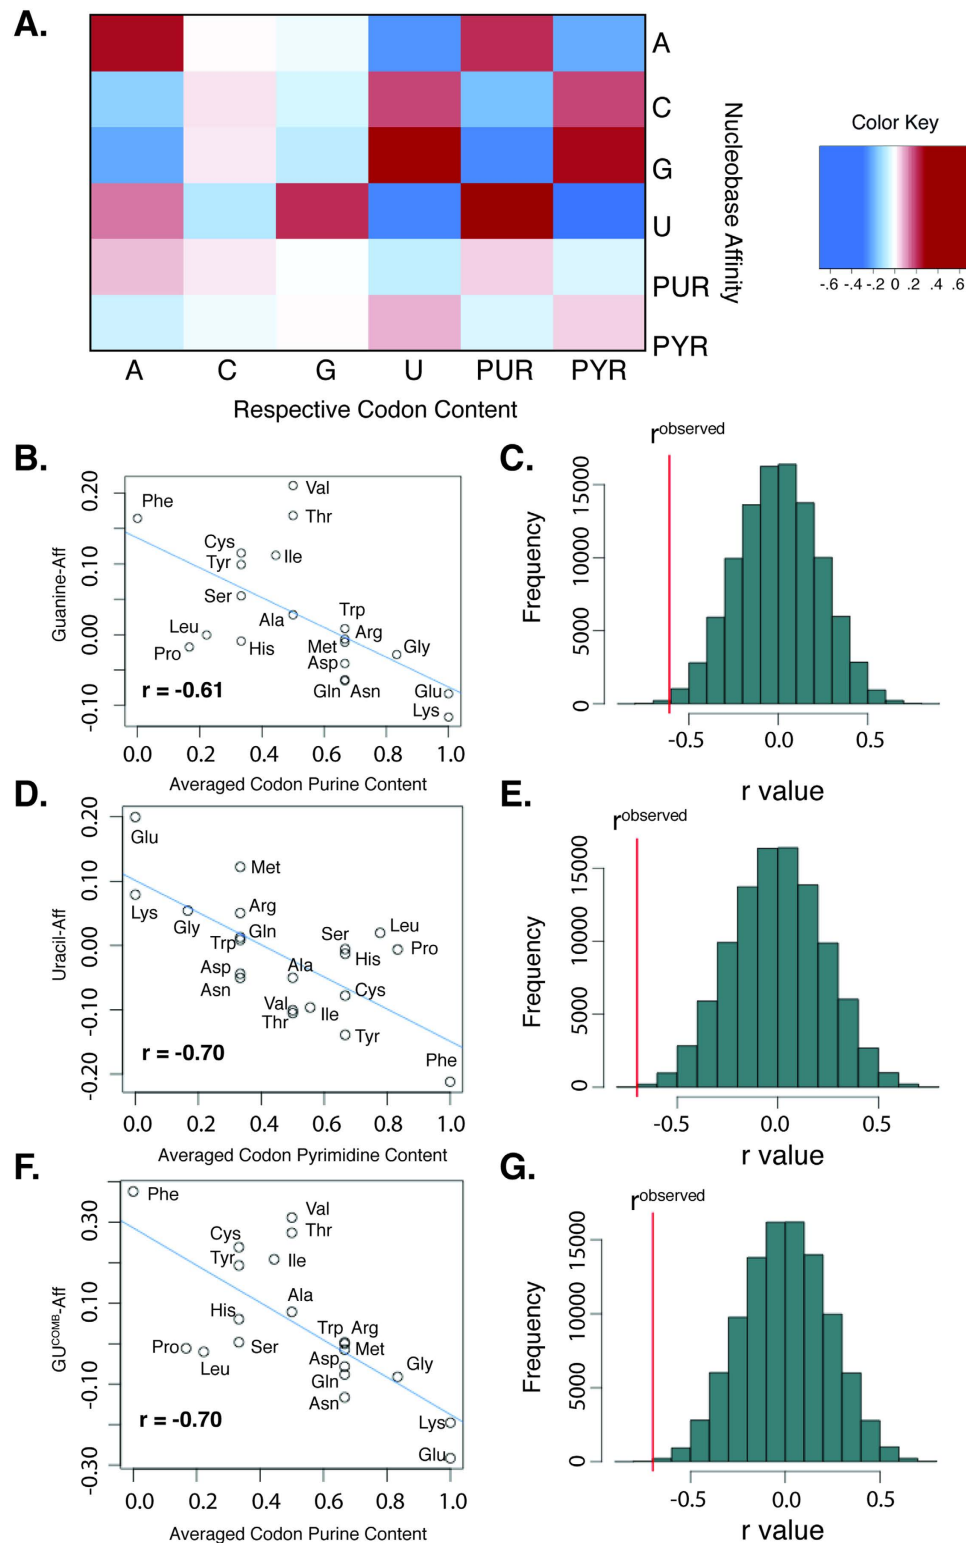 A.
A
C
G
U
PUR
PYR
Nucleobase Affinity
Color Key
-.6 -.4 -.2 0 .2 .4 .6
A C G U PUR PYR
Respective Codon Content
B.
Guanine-Aff
0.20
0.10
0.00
-0.10
Phe
Val
Thr
Cys
Tyr
Ile
Ser
Ala
Trp
Leu
Arg
Pro
His
Met
Gly
Asp
Gln Asn
Glu
Lys
r = -0.61
0.0 0.2 0.4 0.6 0.8 1.0
Averaged Codon Purine Content
C.
r observed
Frequency
15000
10000
5000
0
-0.5 0.0 0.5
r value
D.
Uracil-Aff
0.20
0.10
0.00
-0.10
-0.20
Glu
Met
Lys
Arg
Gly
Gln
Trp
Ser
Leu
His
Pro
Asp
Asn
Ala
Cys
Val
Thr
Ile
Tyr
Phe
r = -0.70
0.0 0.2 0.4 0.6 0.8 1.0
Averaged Codon Pyrimidine Content
E.
r observed
Frequency
15000
10000
5000
0
-0.5 0.0 0.5
r value
F.
GU COMB-Aff
0.30
0.10
-0.10
-0.30
Phe
Val
Thr
Cys
Tyr
Ile
Ala
His
Trp Arg
Pro
Ser
Met
Leu
Asp
Gly
Gln
Asn
Lys
Glu
r = -0.70
0.0 0.2 0.4 0.6 0.8 1.0
Averaged Codon Purine Content
G.
r observed
Frequency
15000
10000
5000
0
-0.5 0.0 0.5
r value